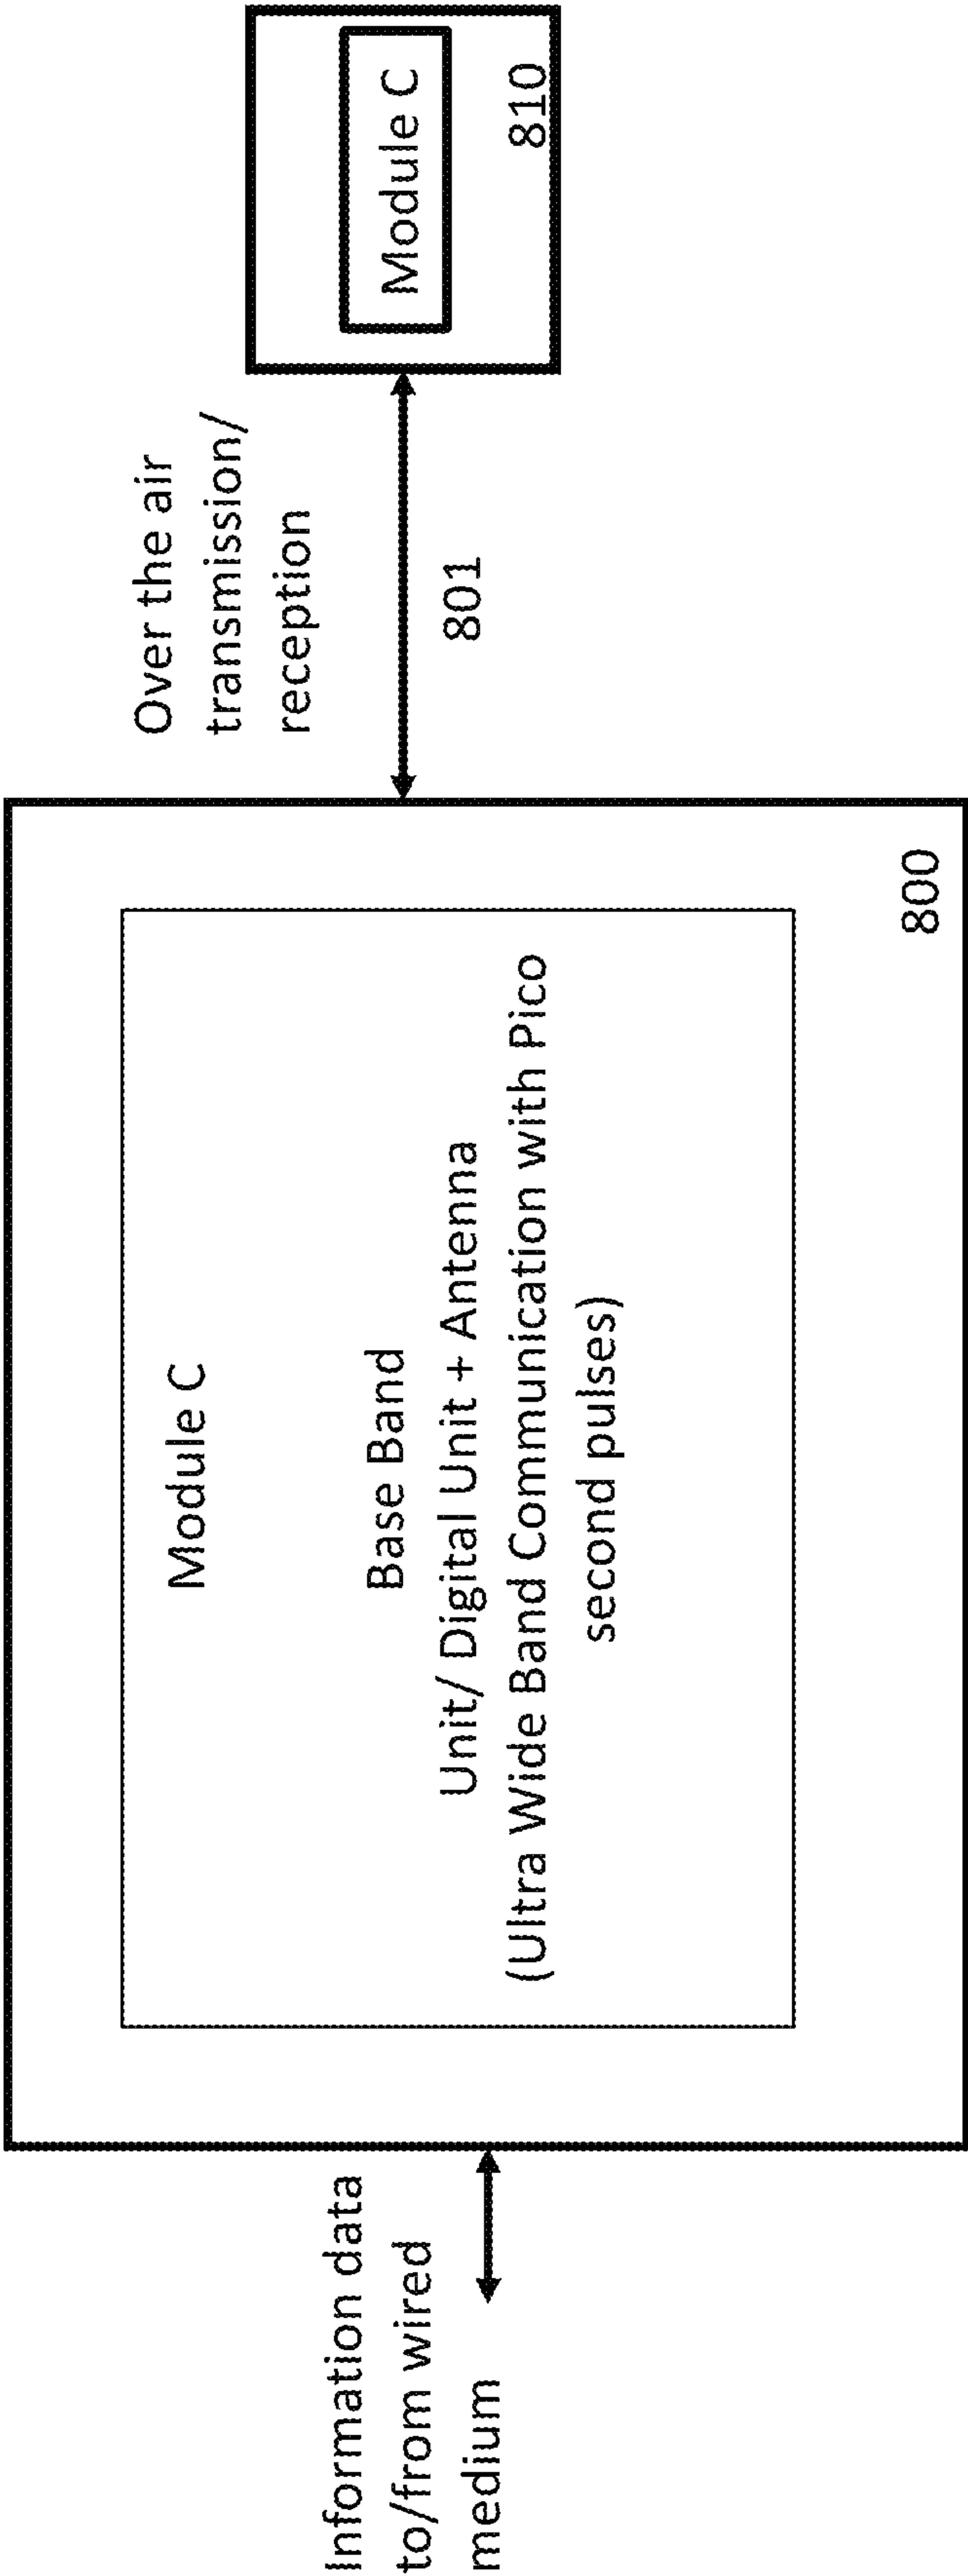 Information data
to/from wired
medium
Module C
Base Band
Unit/ Digital Unit + Antenna
(Ultra Wide Band Communication with Pico
second pulses)
800
Over the air
transmission/
reception
801
Module C
810